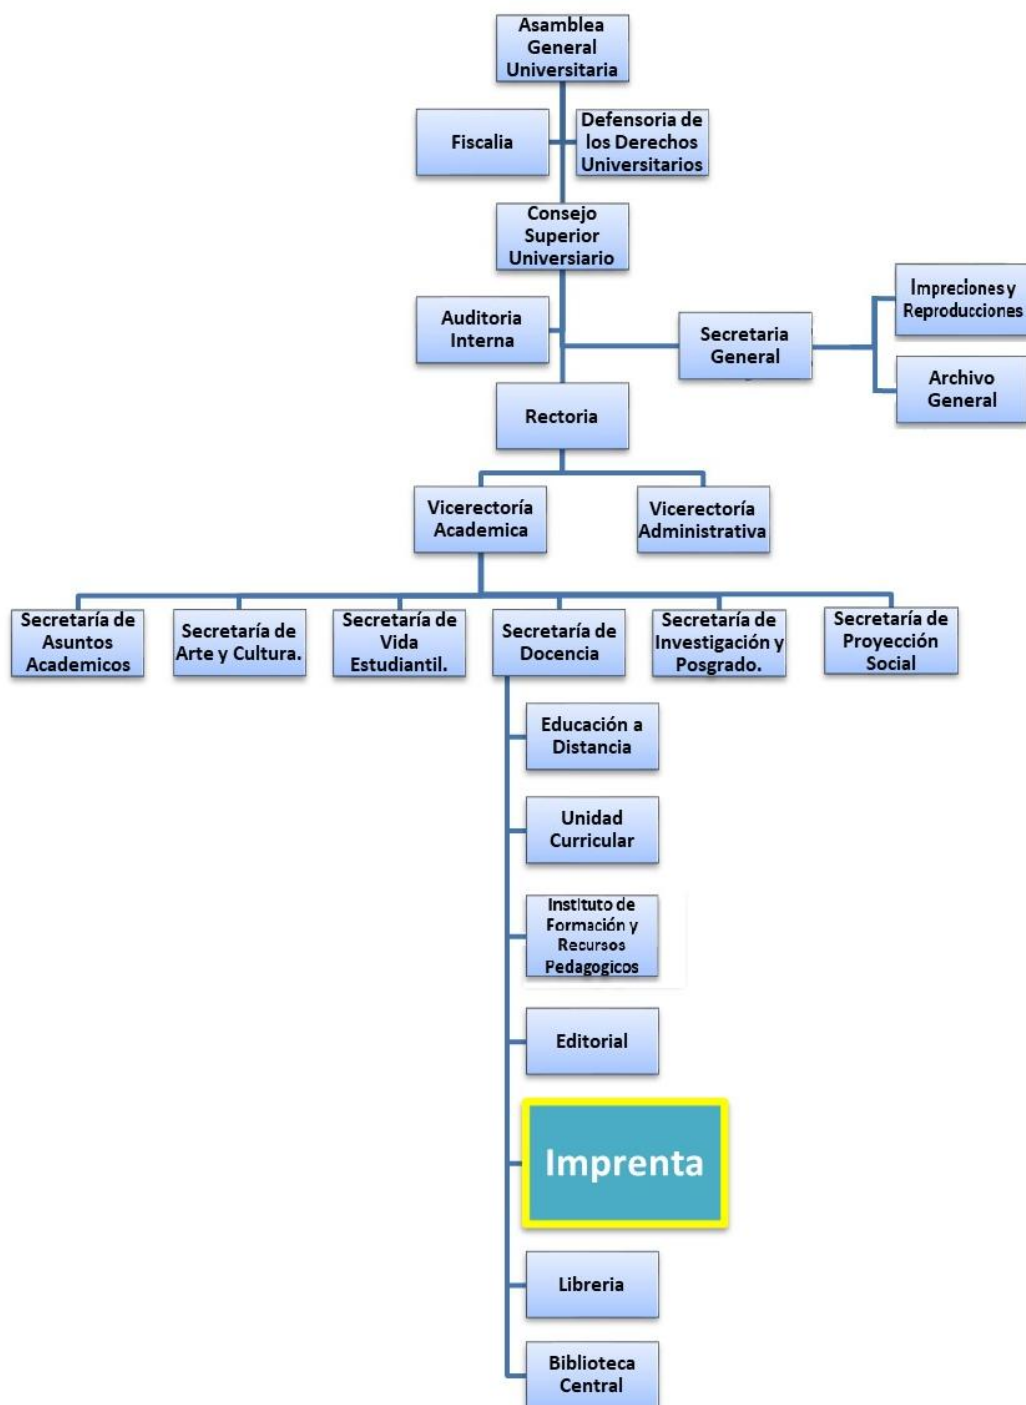 Asamblea
General
Universitaria
Fiscalia
Defensoria de
los Derechos
Universitarios
Consejo
Superior
Universiario
Auditoria
Interna
Secretaria
General
Impreciones y
Reproducciones
Archivo
General
Rectoria
Vicerectoría
Academica
Vicerectoría
Administrativa
Secretaría de
Asuntos
Academicos
Secretaría de
Arte y Cultura.
Secretaría de
Vida
Estudiantil.
Secretaría de
Docencia
Secretaría de
Investigación y
Posgrado.
Secretaría de
Proyección
Social
Educación a
Distancia
Unidad
Curricular
Instituto de
Formación y
Recursos
Pedagogicos
Editorial
Imprenta
Libreria
Biblioteca
Central